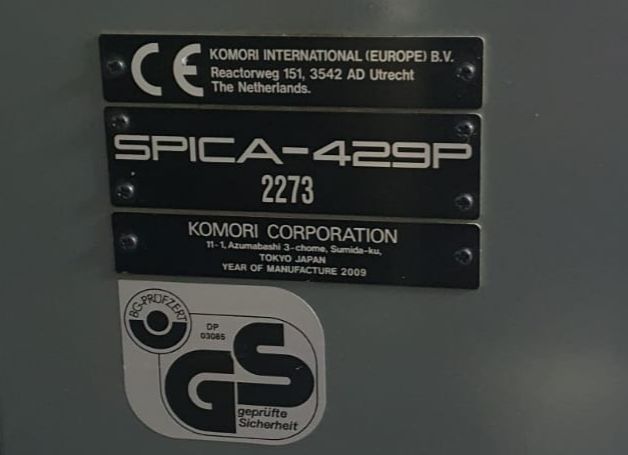 CE
KOMORI INTERNATIONAL (EUROPE) B.V.
Reactorweg 151, 3542 AD Utrecht
The Netherlands.
SPICA-429P
2273
KOMORI CORPORATION
11-1, Azumabashi 3-chome, Sumida-ku,
TOKYO JAPAN
YEAR OF MANUFACTURE 2009
BG-PRÜFZERT
DP
03085
GS
geprüfte
Sicherheit